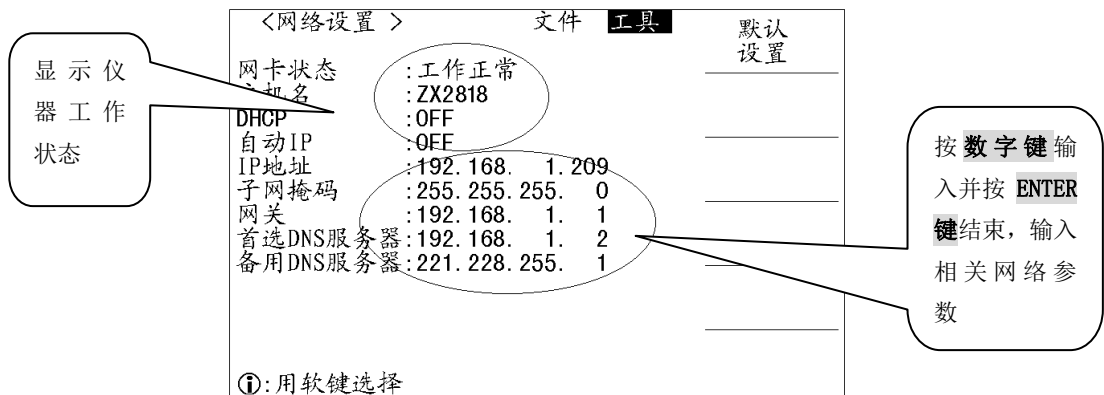 <网络设置 > 文件 工具 默认
设置
显示仪
器工作
状态
网卡状态 :工作正常
主机名 :ZX2818
DHCP :OFF
自动IP :OFF
IP地址 :192.168. 1.209
子网掩码 :255.255.255. 0
网关 :192.168. 1. 1
首选DNS服务器:192.168. 1. 2
备用DNS服务器:221.228.255. 1
按数字键输
入并按 ENTER
键结束，输入
相关网络参
数
ⓘ:用软键选择